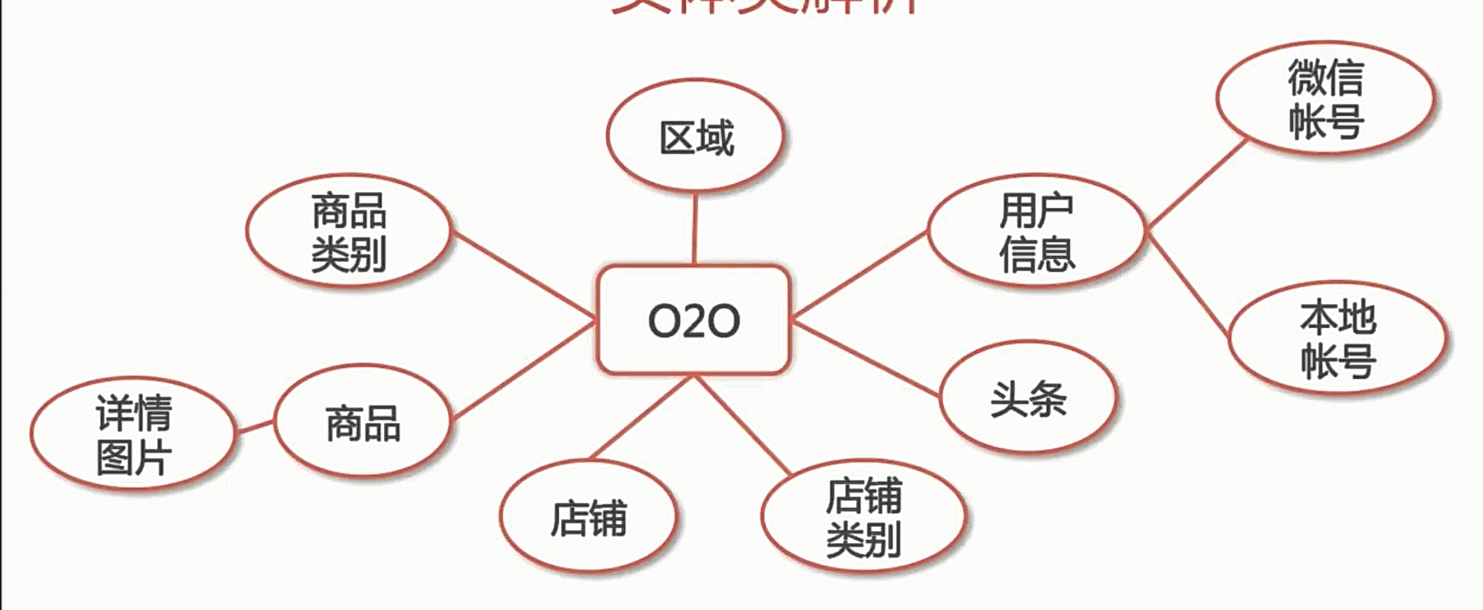 区域
微信
帐号
商品
类别
用户
信息
O2O
本地
帐号
头条
详情
图片
商品
店铺
店铺
类别